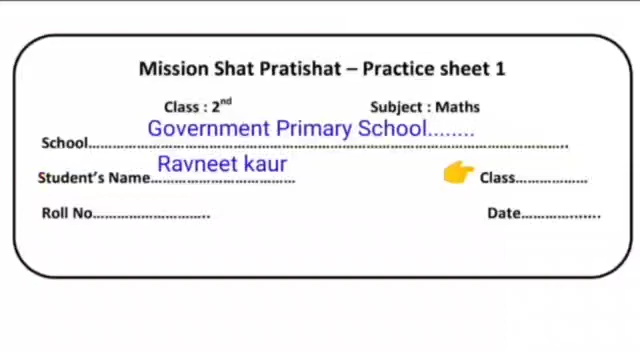 Mission Shat Pratishat – Practice sheet 1
Class : 2nd Subject : Maths
Government Primary School........
School..........................................................................................
Ravneet kaur
Student's Name.............................. 👉 Class...............
Roll No......................... Date.................